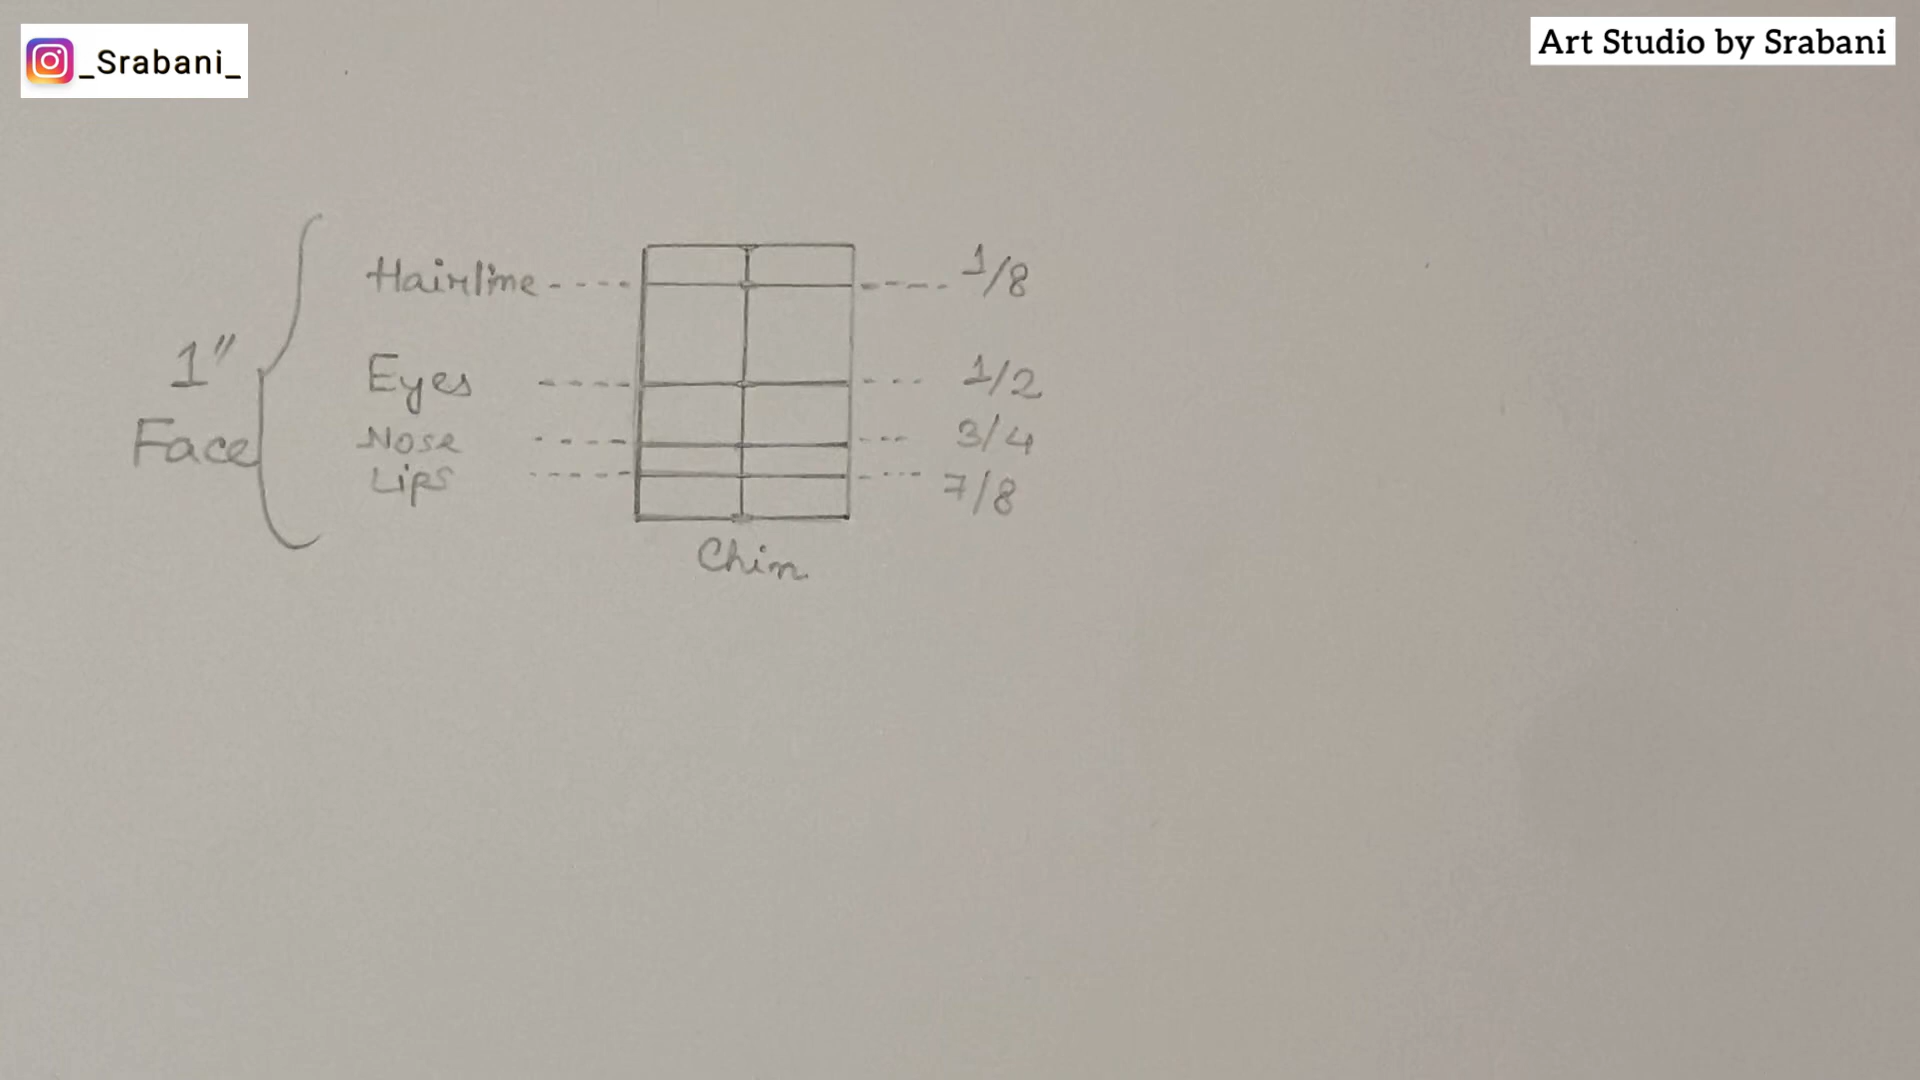 _Srabani_
Art Studio by Srabani
Hairline ---- ---- 1/8
1" Face
Eyes ---- --- 1/2
Nose ---- --- 3/4
Lips ---- --- 7/8
Chin